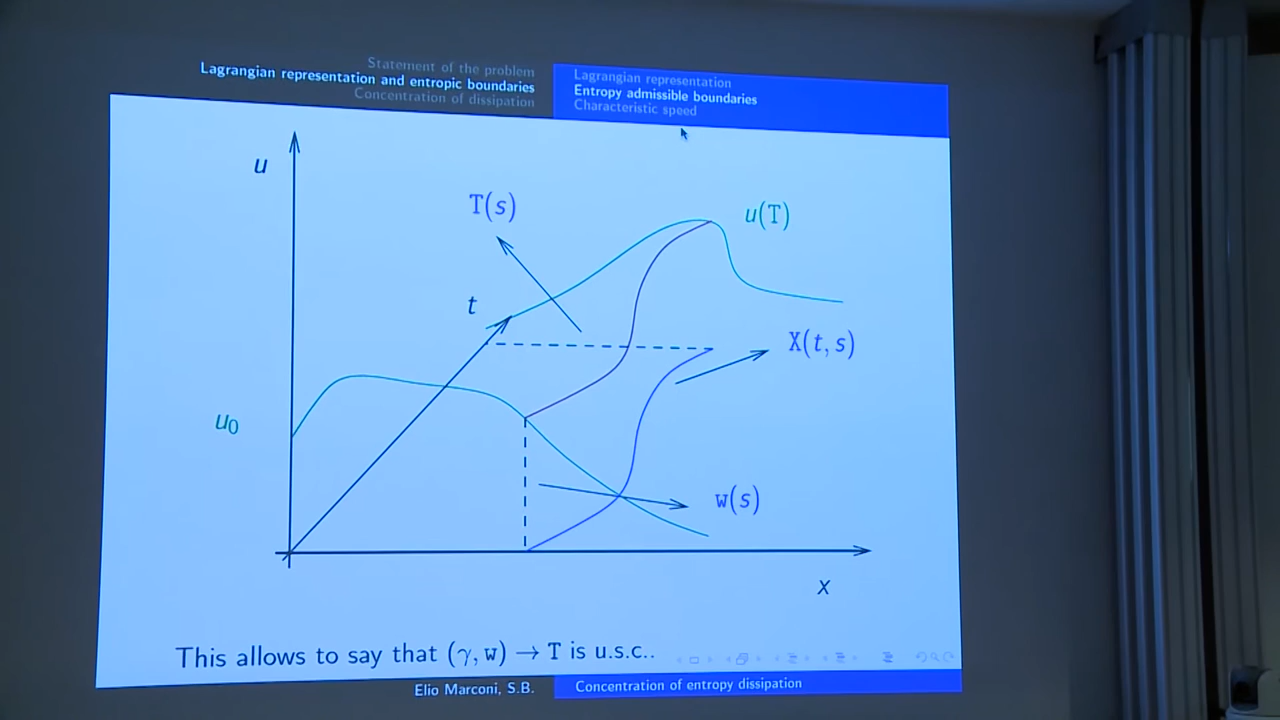 Statement of the problem
Lagrangian representation and entropic boundaries
Concentration of dissipation
Lagrangian representation
Entropy admissible boundaries
Characteristic speed
u
T(s)
u(T)
t
X(t, s)
u₀
w(s)
x
This allows to say that (γ, w) → T is u.s.c..
Elio Marconi, S.B.
Concentration of entropy dissipation